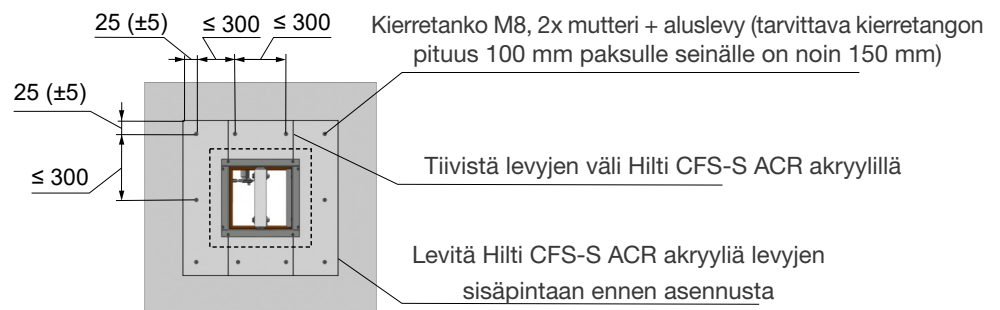 25 (±5)
≤ 300
≤ 300
Kierretanko M8, 2x mutteri + aluslevy (tarvittava kierretangon
pituus 100 mm paksulle seinälle on noin 150 mm)
25 (±5)
≤ 300
Tiivistä levyjen väli Hilti CFS-S ACR akryylillä
Levitä Hilti CFS-S ACR akryyliä levyjen
sisäpintaan ennen asennusta